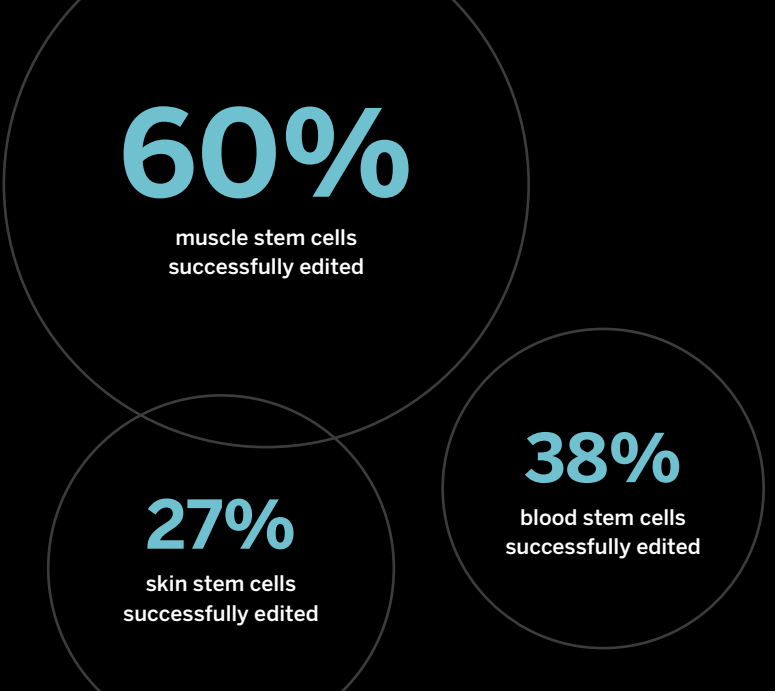 60%
muscle stem cells
successfully edited
38%
blood stem cells
successfully edited
27%
skin stem cells
successfully edited